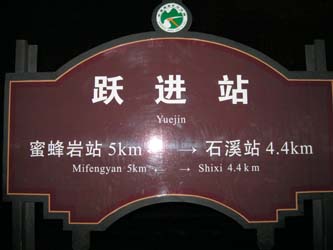 跃进站
Yuejin
蜜蜂岩站 5km ← → 石溪站 4.4km
Mifengyan 5km ← → Shixi 4.4km